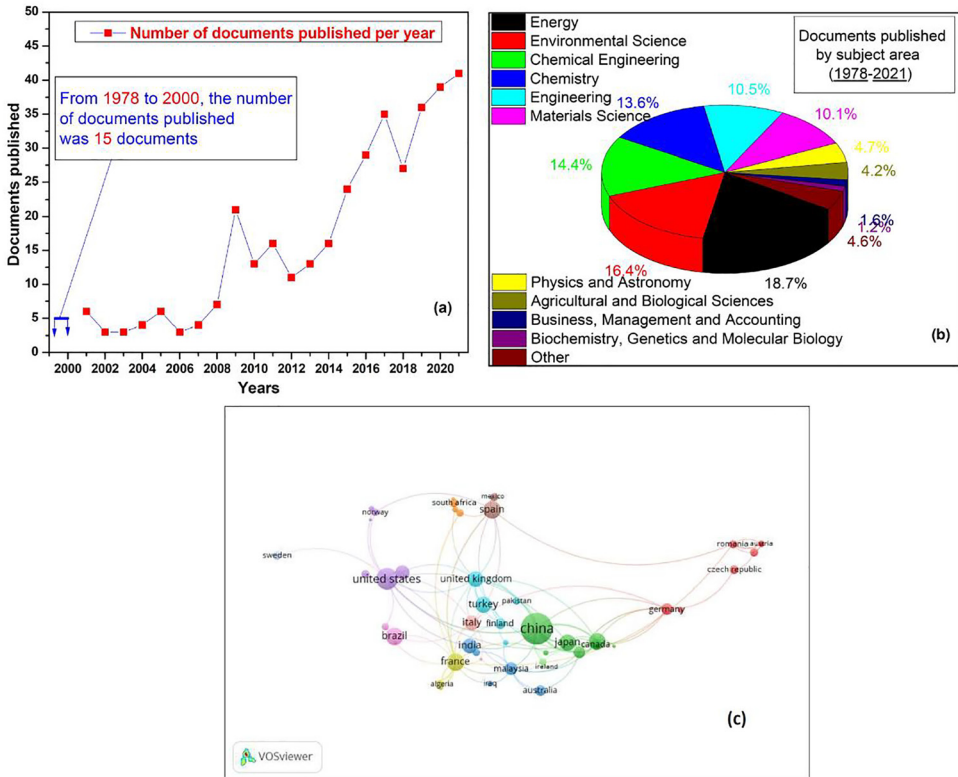 50
45
40
35
30
25
20
15
10
5
0
Documents published
Number of documents published per year
From 1978 to 2000, the number
of documents published
was 15 documents
(a)
2000 2002 2004 2006 2008 2010 2012 2014 2016 2018 2020
Years
Energy
Environmental Science
Chemical Engineering
Chemistry
Engineering
Materials Science
Documents published
by subject area
(1978-2021)
10.5%
13.6%
10.1%
4.7%
14.4%
4.2%
1.6%
1.2%
4.6%
16.4%
18.7%
Physics and Astronomy
Agricultural and Biological Sciences
Business, Management and Accounting
Biochemistry, Genetics and Molecular Biology
Other
(b)
mexico
south africa
spain
norway
romania
austria
sweden
united states
united kingdom
czech republic
pakistan
turkey
germany
italy
finland
china
brazil
india
japan
canada
france
malaysia
ireland
algeria
iraq
australia
(c)
VOSviewer